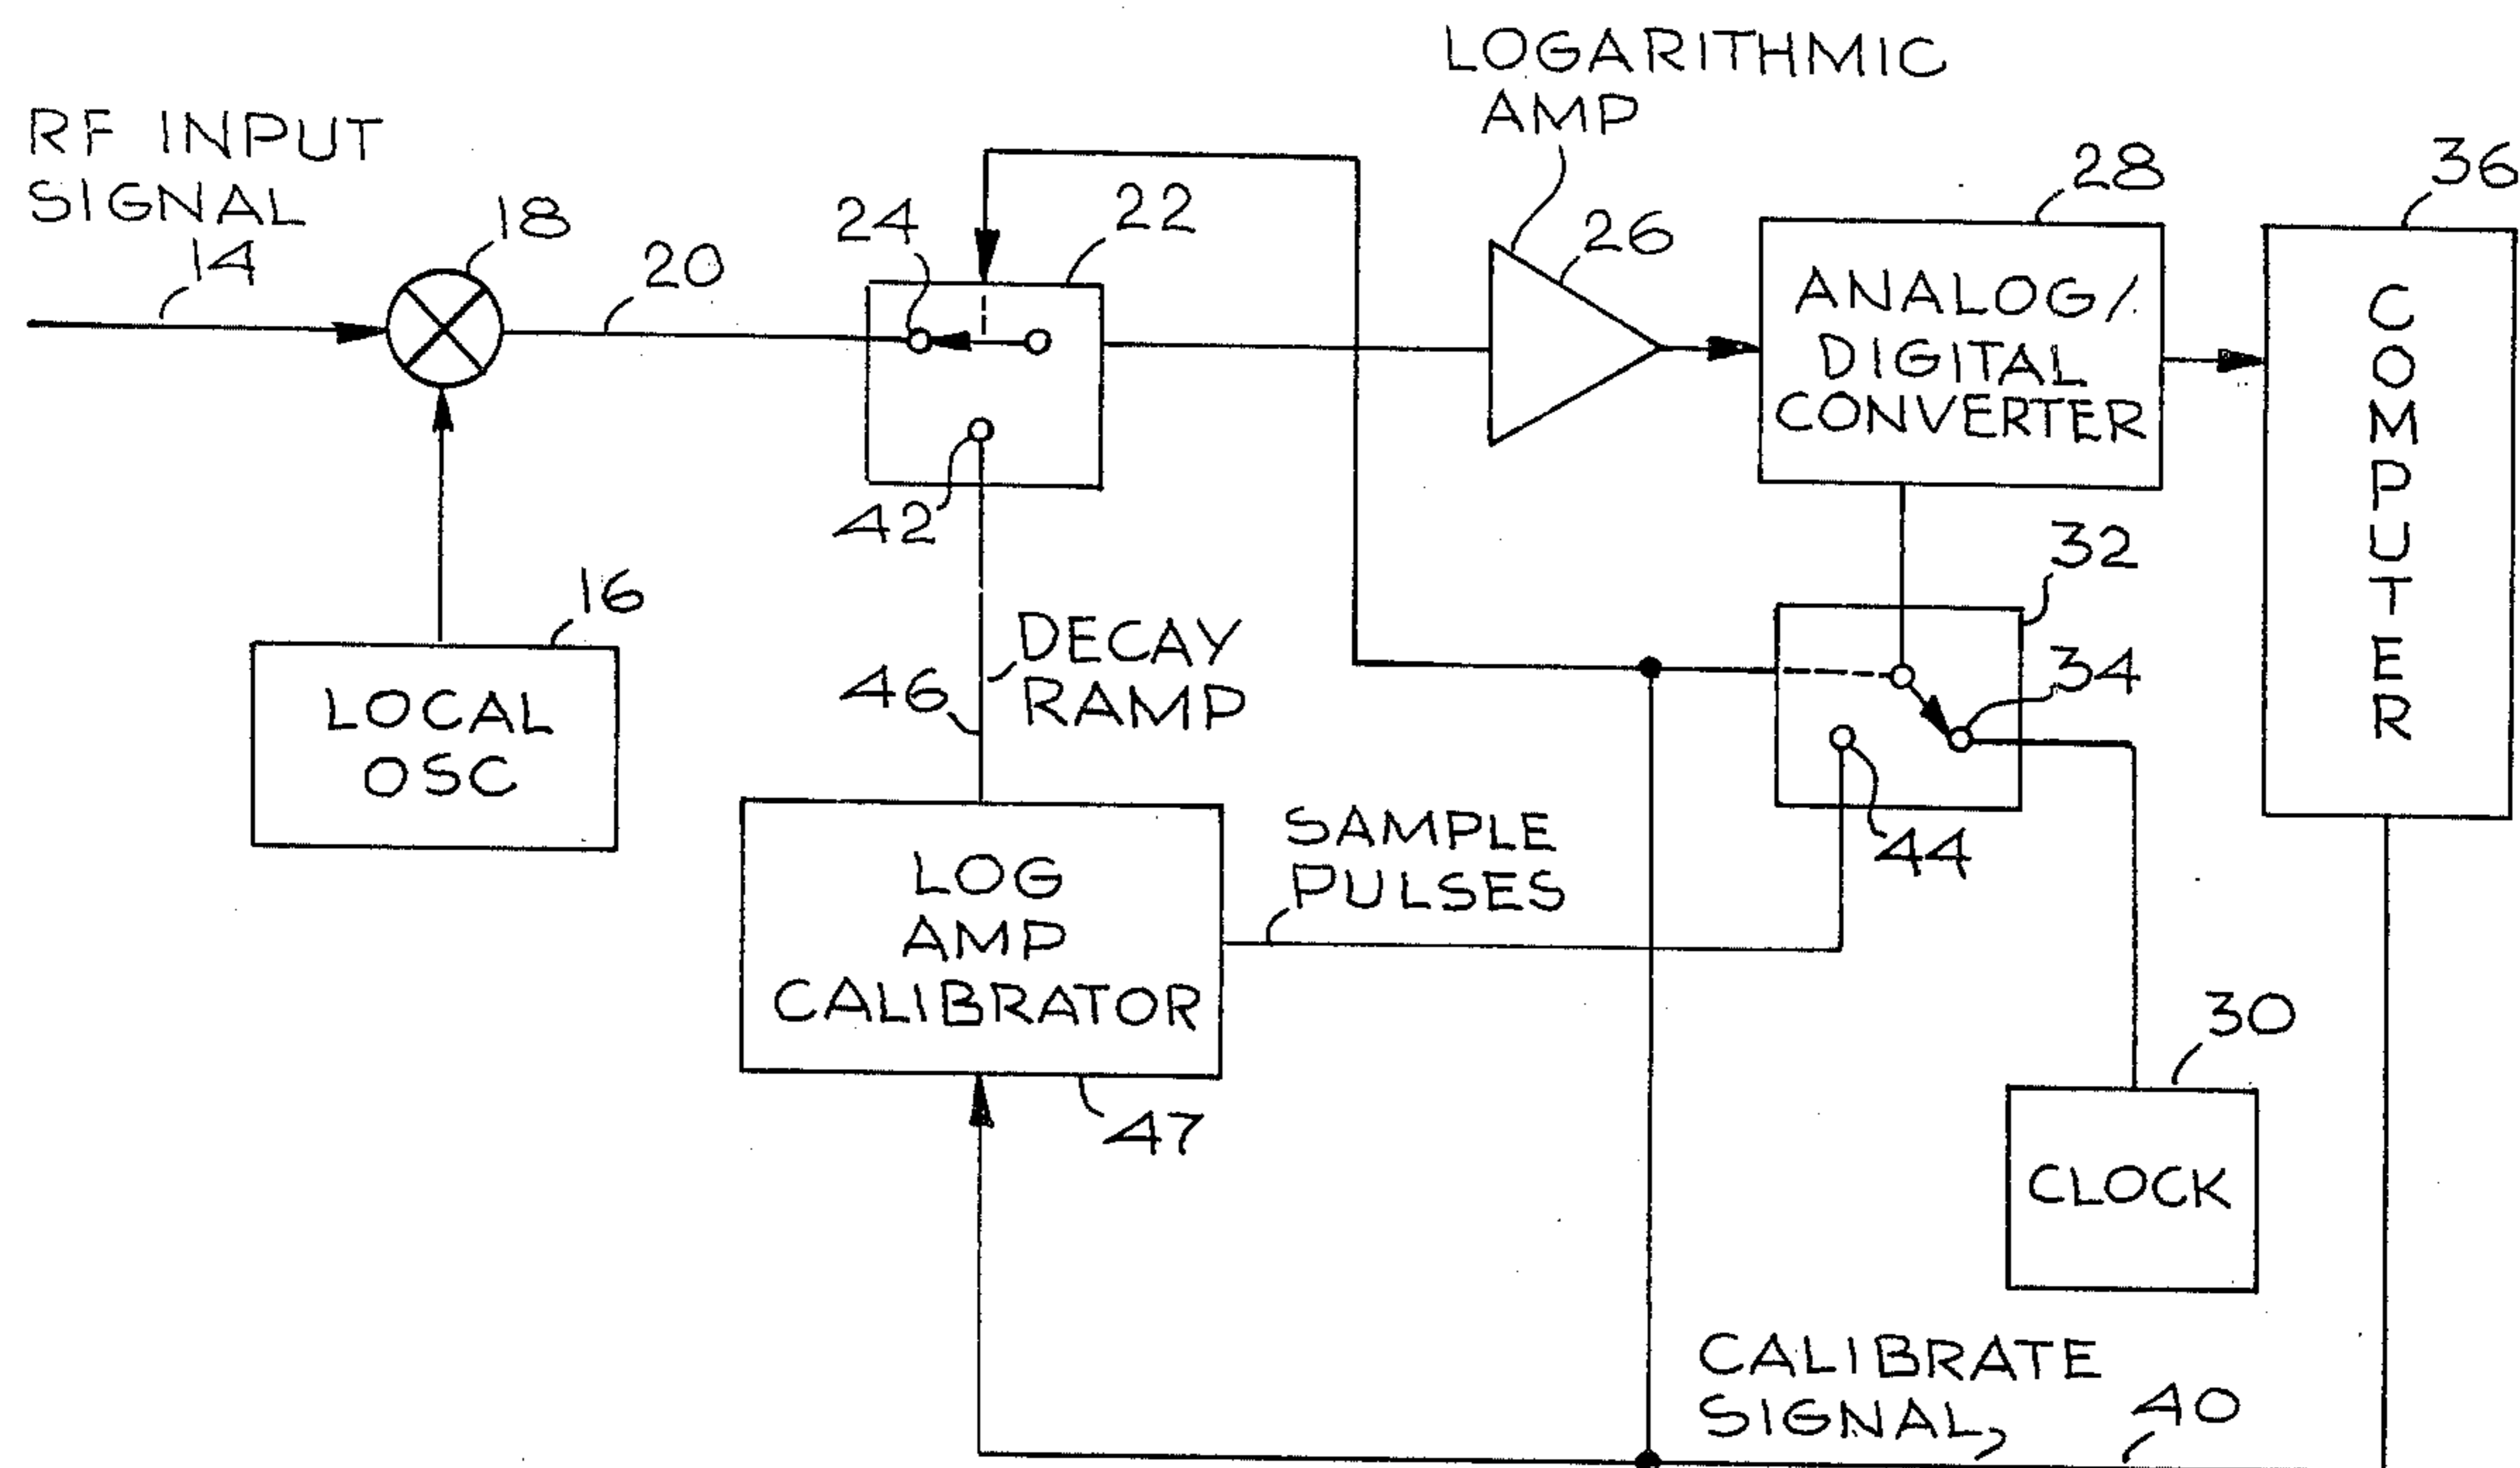 LOGARITHMIC
AMP
RF INPUT
SIGNAL
14
18
20
24
22
26
28
36
ANALOG/
DIGITAL
CONVERTER
COMPUTER
42
32
16
LOCAL
OSC
46
DECAY
RAMP
34
44
SAMPLE
PULSES
LOG
AMP
CALIBRATOR
47
30
CLOCK
CALIBRATE
SIGNAL
40